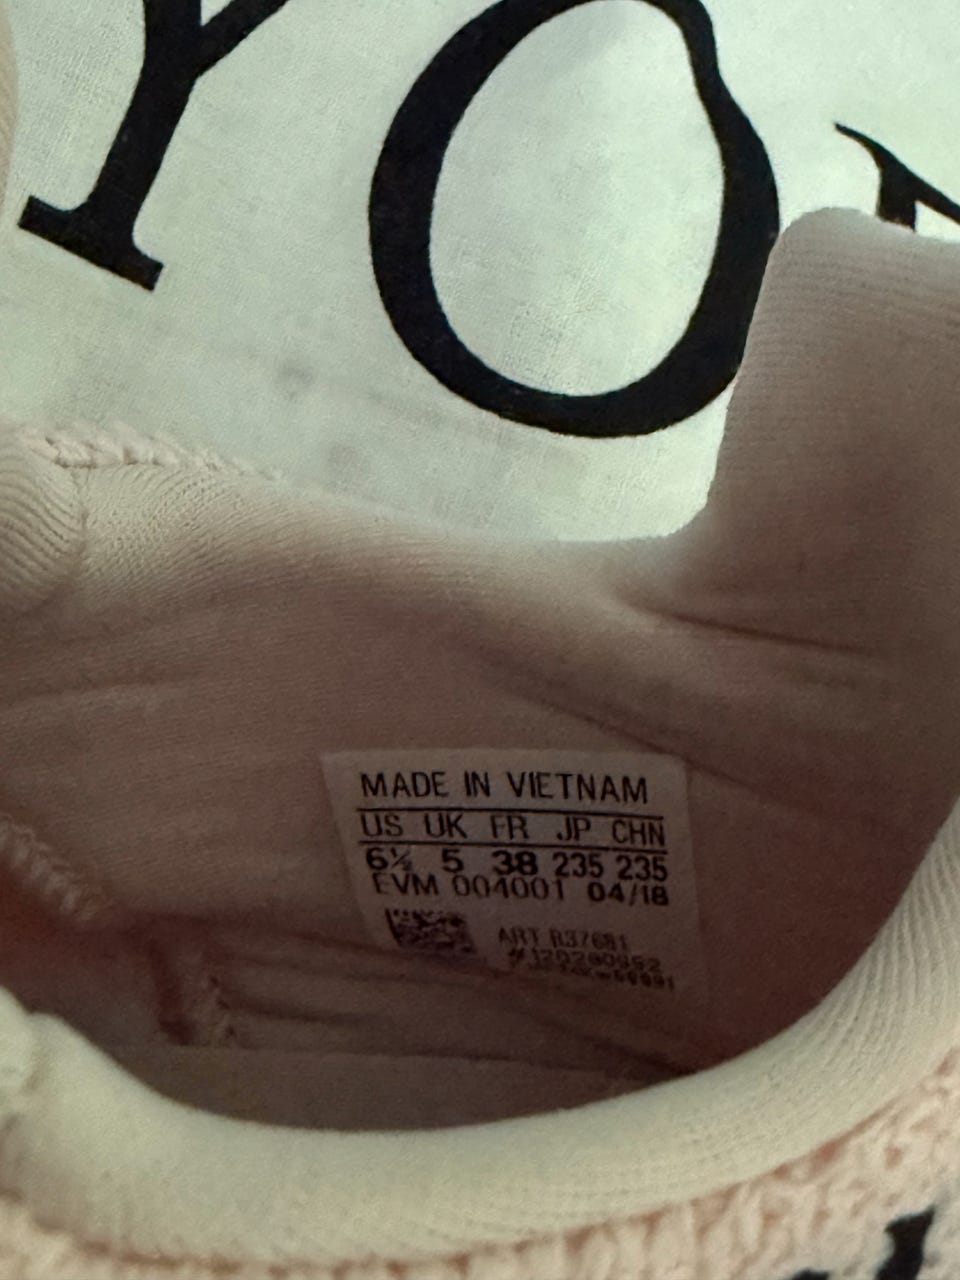 YO
MADE IN VIETNAM
US UK FR JP CHN
6½ 5 38 235 235
EVM 004001 04/18
ART